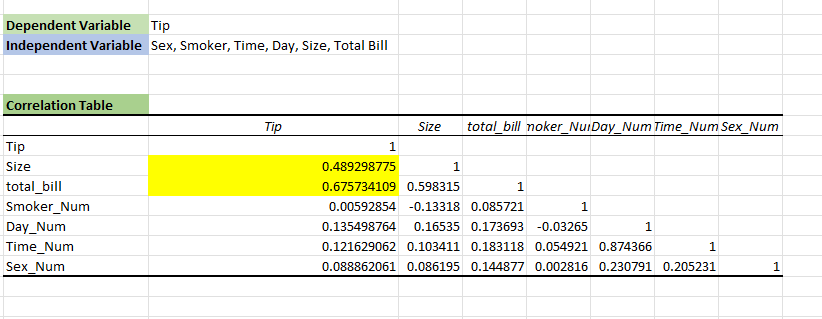 Dependent Variable Tip
Independent Variable Sex, Smoker, Time, Day, Size, Total Bill
Correlation Table
Tip Size total_bill moker_Nu Day_Num Time_Num Sex_Num
Tip 1
Size 0.489298775 1
total_bill 0.675734109 0.598315 1
Smoker_Num 0.00592854 -0.13318 0.085721 1
Day_Num 0.135498764 0.16535 0.173693 -0.03265 1
Time_Num 0.121629062 0.103411 0.183118 0.054921 0.874366 1
Sex_Num 0.088862061 0.086195 0.144877 0.002816 0.230791 0.205231 1